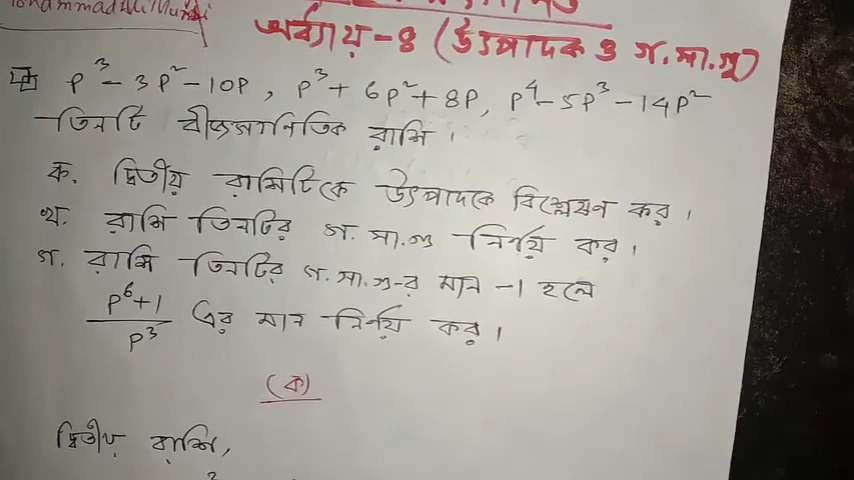 অধ্যায়-৪ (উৎপাদক ও গ.সা.গু)
p³-3p²-10p, p³+6p²+8p, p⁴-5p³-14p²
তিনটি বীজগানিতিক রাশি।
ক. দ্বিতীয় রাশিটিকে উৎপাদকে বিশ্লেষন কর।
খ. রাশি তিনটির গ.সা.গু নির্ণয় কর।
গ. রাশি তিনটির গ.সা.গু-র মান -1 হলে
p⁶+1/p³ এর মান নির্ণয় কর।
(ক)
দ্বিতীয় রাশি,